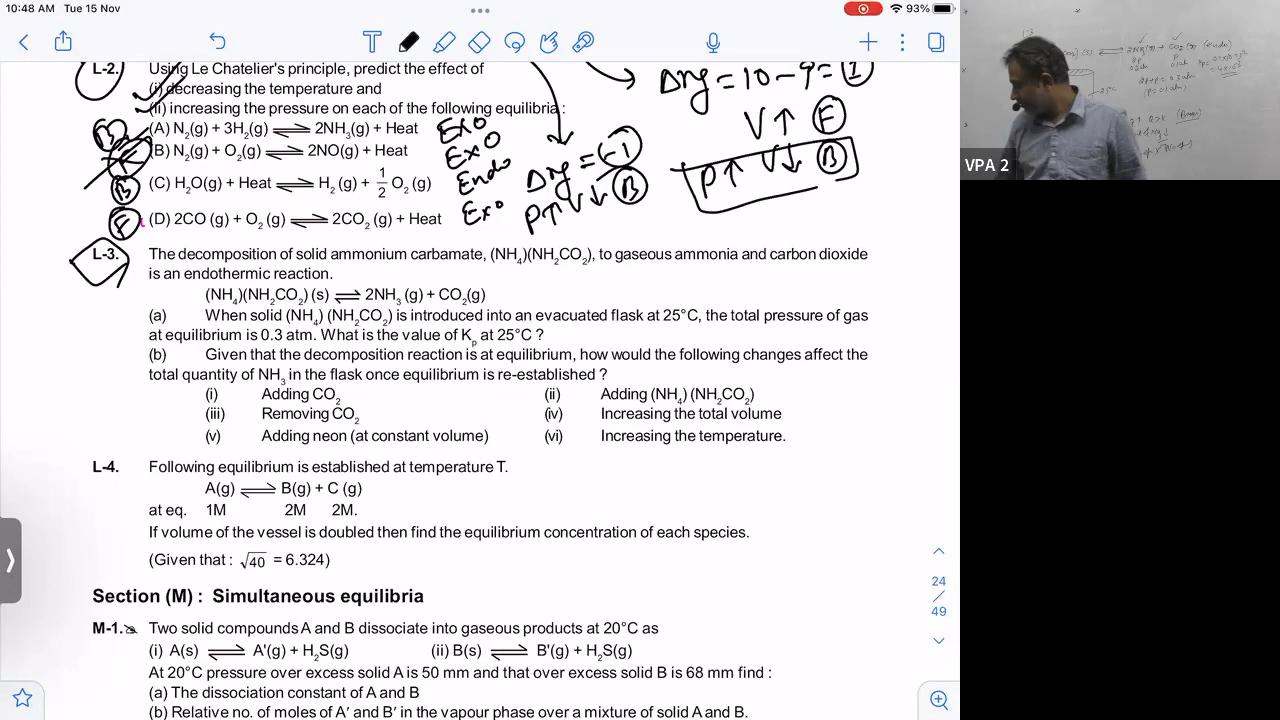 10:48 AM Tue 15 Nov
93%
L-2. Using Le Chatelier's principle, predict the effect of
(i) decreasing the temperature and
(ii) increasing the pressure on each of the following equilibria :
(A) N₂(g) + 3H₂(g) ⇌ 2NH₃(g) + Heat Exo
(B) N₂(g) + O₂(g) ⇌ 2NO(g) + Heat Exo
(C) H₂O(g) + Heat ⇌ H₂ (g) + 1/2 O₂ (g) Endo
(D) 2CO (g) + O₂ (g) ⇌ 2CO₂ (g) + Heat Exo
B
B
F
Δng = (-1)
P↑ V↓ B
Δng = 10 - 9 = 1
V↑ F
P↑ V↓ B
L-3. The decomposition of solid ammonium carbamate, (NH₄)(NH₂CO₂), to gaseous ammonia and carbon dioxide
is an endothermic reaction.
(NH₄)(NH₂CO₂) (s) ⇌ 2NH₃ (g) + CO₂(g)
(a) When solid (NH₄) (NH₂CO₂) is introduced into an evacuated flask at 25°C, the total pressure of gas
at equilibrium is 0.3 atm. What is the value of Kₚ at 25°C ?
(b) Given that the decomposition reaction is at equilibrium, how would the following changes affect the
total quantity of NH₃ in the flask once equilibrium is re-established ?
(i) Adding CO₂ (ii) Adding (NH₄) (NH₂CO₂)
(iii) Removing CO₂ (iv) Increasing the total volume
(v) Adding neon (at constant volume) (vi) Increasing the temperature.
L-4. Following equilibrium is established at temperature T.
A(g) ⇌ B(g) + C (g)
at eq. 1M 2M 2M.
If volume of the vessel is doubled then find the equilibrium concentration of each species.
(Given that : √40 = 6.324)
Section (M) : Simultaneous equilibria
M-1. Two solid compounds A and B dissociate into gaseous products at 20°C as
(i) A(s) ⇌ A'(g) + H₂S(g) (ii) B(s) ⇌ B'(g) + H₂S(g)
At 20°C pressure over excess solid A is 50 mm and that over excess solid B is 68 mm find :
(a) The dissociation constant of A and B
(b) Relative no. of moles of A′ and B′ in the vapour phase over a mixture of solid A and B.
24
/
49
VPA 2